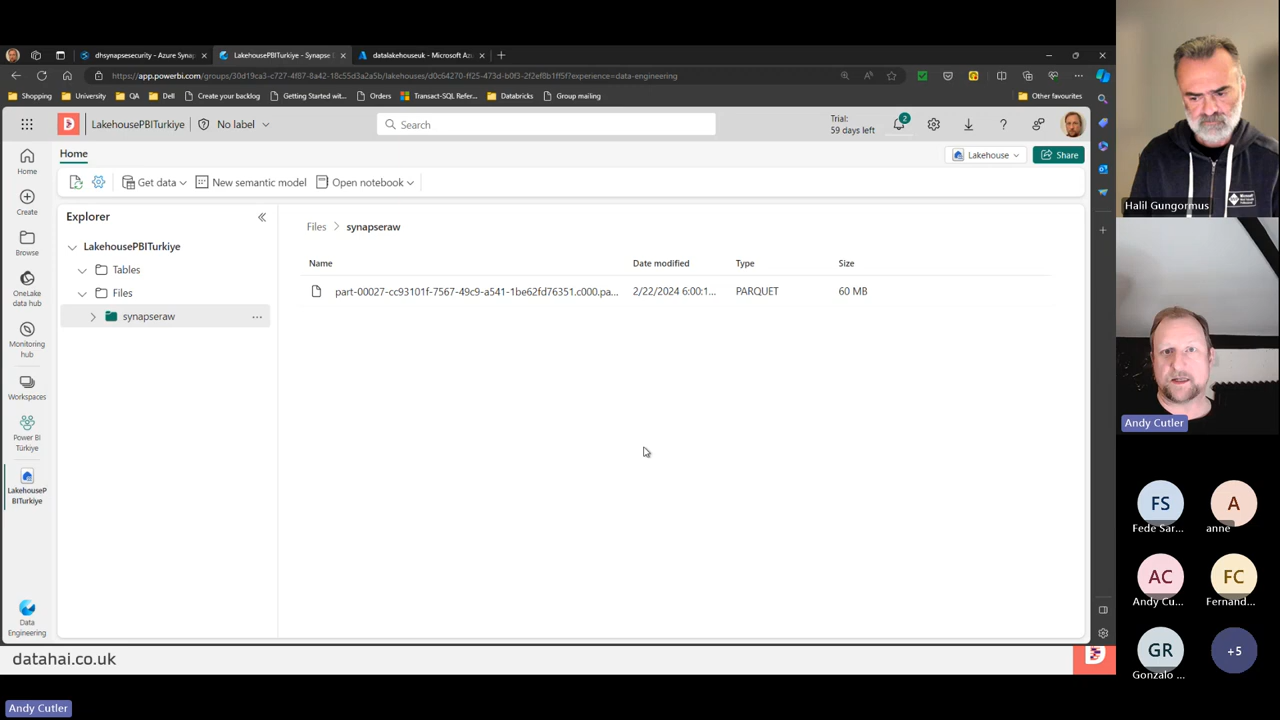 dhsynapsesecurity - Azure Syna
LakehousePBITurkiye - Synapse
datalakehouseuk - Microsoft Az
https://app.powerbi.com/groups/30d19ca3-c727-4f87-8a42-18c55d3a2a5b/lakehouses/d0c64270-ff25-473d-b0f3-2f2ef8b1ff5f?experience=data-engineering
Shopping
University
QA
Dell
Create your backlog
Getting Started wit...
Orders
Transact-SQL Refer...
Databricks
Group mailing
Other favourites
LakehousePBITurkiye
No label
Search
Trial:
59 days left
2
Home
Lakehouse
Share
Get data
New semantic model
Open notebook
Home
Create
Browse
OneLake
data hub
Monitoring
hub
Workspaces
Power BI
Türkiye
LakehouseP
BITurkiye
Data
Engineering
Explorer
LakehousePBITurkiye
Tables
Files
synapseraw
Files > synapseraw
Name
Date modified
Type
Size
part-00027-cc93101f-7567-49c9-a541-1be62fd76351.c000.pa...
2/22/2024 6:00:1...
PARQUET
60 MB
datahai.co.uk
Andy Cutler
Halil Gungormus
Andy Cutler
FS
Fede Sar...
A
anne
AC
Andy Cu...
FC
Fernand...
GR
Gonzalo ...
+5